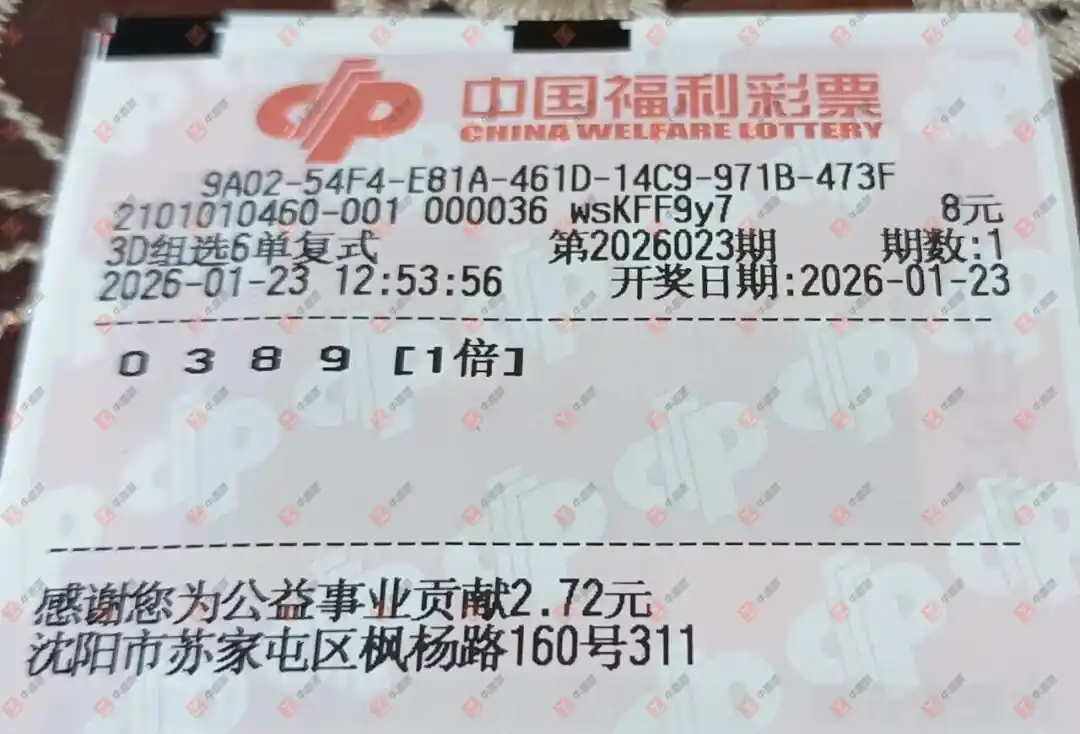 中国福利彩票
CHINA WELFARE LOTTERY
9A02-54F4-E81A-461D-14C9-971B-473F
2101010460-001 000036 wsKFF9y7 8元
3D组选6单复式 第2026023期 期数:1
2026-01-23 12:53:56 开奖日期:2026-01-23
0 3 8 9 [1倍]
感谢您为公益事业贡献2.72元
沈阳市苏家屯区枫杨路160号311